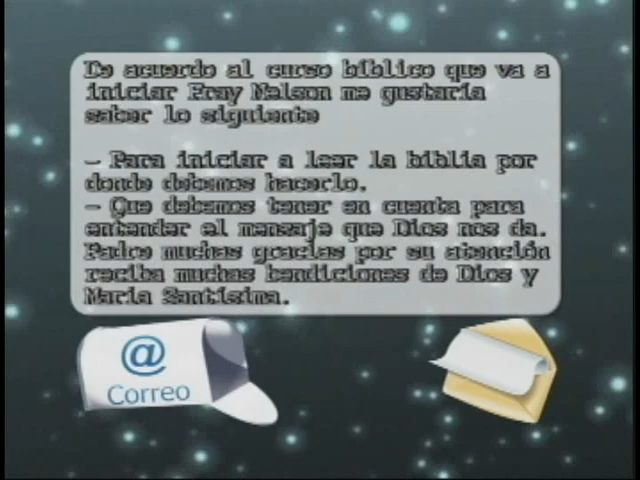 De acuerdo al curso bíblico que va a
iniciar Fray Nelson me gustaría
saber lo siguiente
- Para iniciar a leer la biblia por
donde debemos hacerlo.
- Que debemos tener en cuenta para
entender el mensaje que Dios nos da.
Padre muchas gracias por su atención
reciba muchas bendiciones de Dios y
María Santísima.
@
Correo